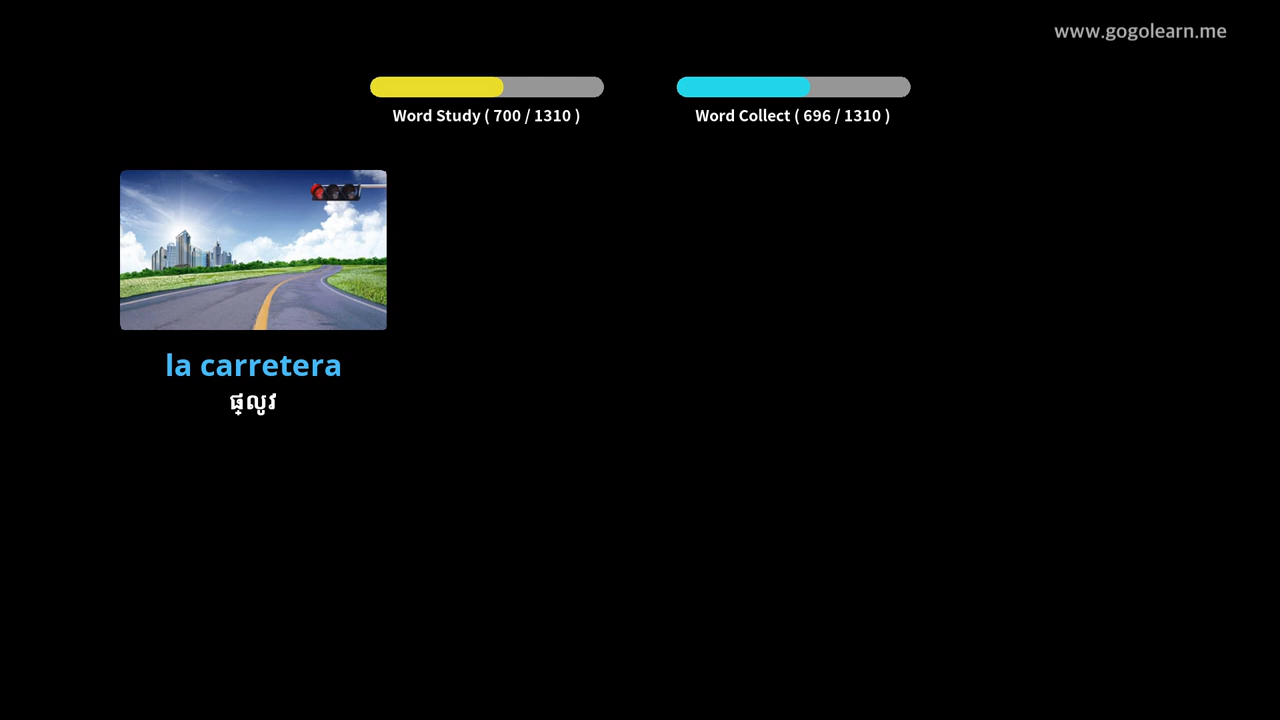 www.gogolearn.me
Word Study ( 700 / 1310 )
Word Collect ( 696 / 1310 )
la carretera
ផ្លូវ